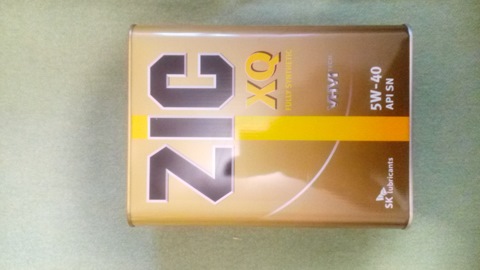 ZIC
XQ
FULLY SYNTHETIC
5W-40
API SN
SK lubricants